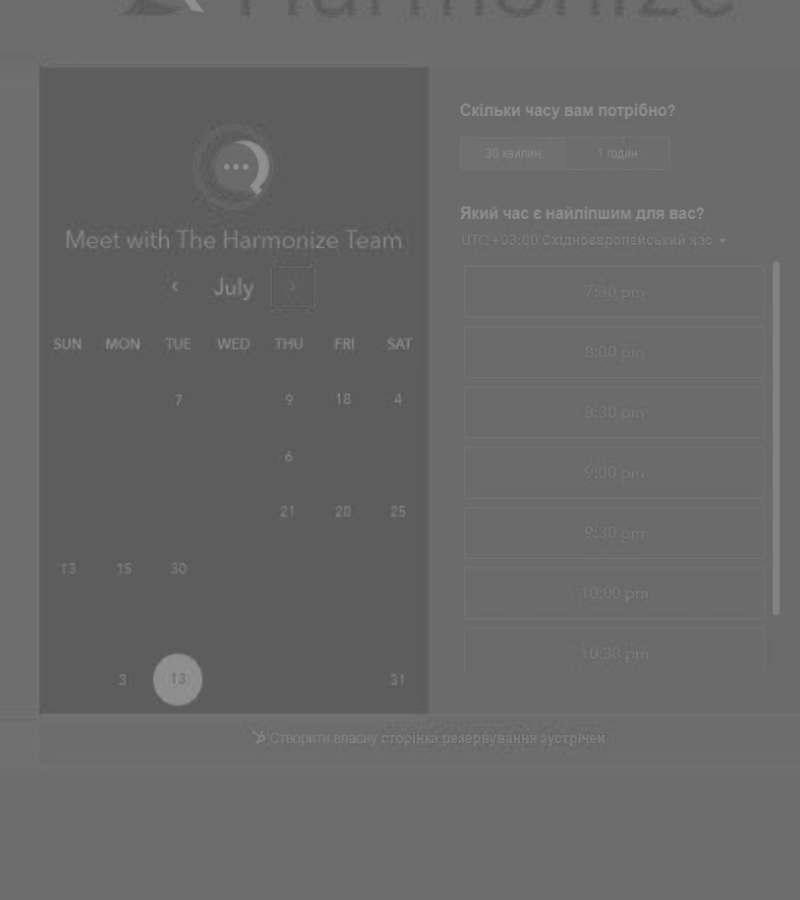 Harmonize
Meet with The Harmonize Team
July
SUN MON TUE WED THU FRI SAT
7 9 18 4
6
21 20 25
13 15 30
3 13 31
Скільки часу вам потрібно?
30 хвилин 1 годин
Який час є найліпшим для вас?
UTC +03:00 Східноєвропейський час
7:30 pm
8:00 pm
8:30 pm
9:00 pm
9:30 pm
10:00 pm
10:30 pm
Створити власну сторінка резервування зустрічей